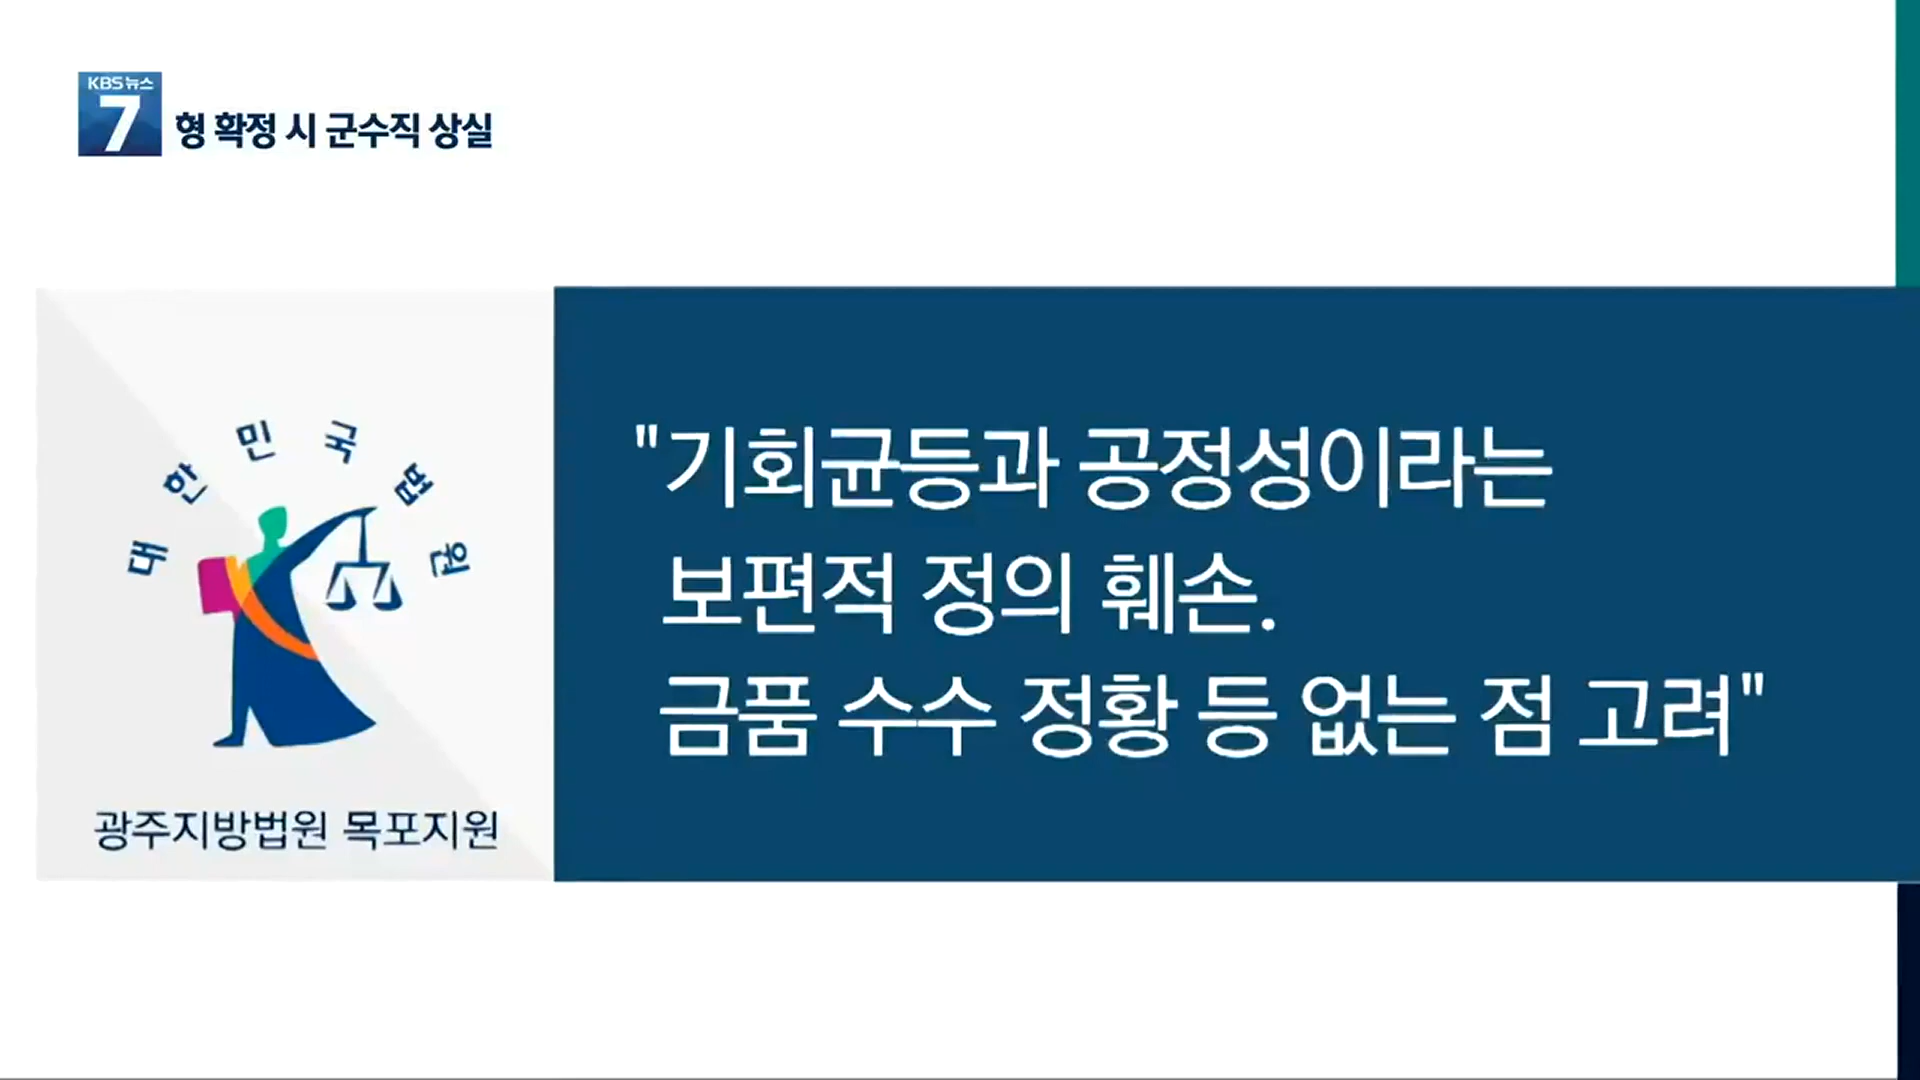 KBS뉴스
7
형 확정 시 군수직 상실
대한민국법원
광주지방법원 목포지원
"기회균등과 공정성이라는
보편적 정의 훼손.
금품 수수 정황 등 없는 점 고려"